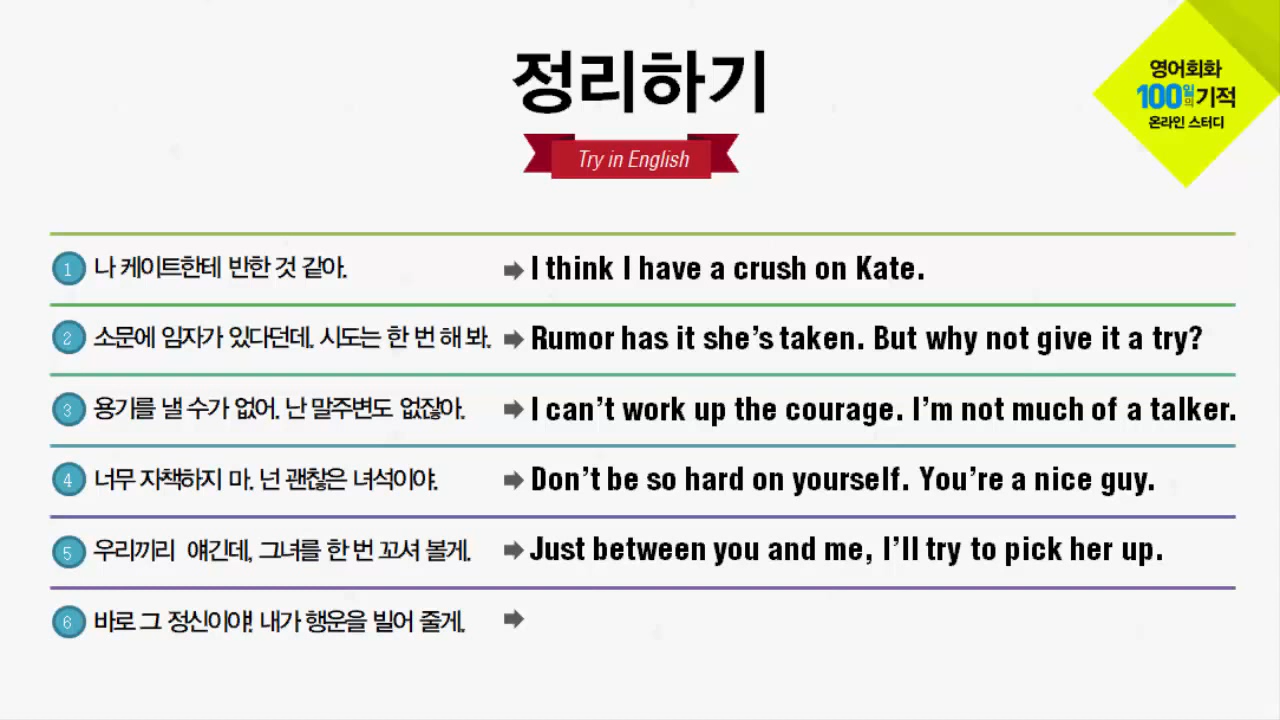 정리하기
Try in English
영어회화
100일의 기적
온라인 스터디
1 나 케이트한테 반한 것 같아. ➡ I think I have a crush on Kate.
2 소문에 임자가 있다던데. 시도는 한 번 해 봐. ➡ Rumor has it she's taken. But why not give it a try?
3 용기를 낼 수가 없어. 난 말주변도 없잖아. ➡ I can't work up the courage. I'm not much of a talker.
4 너무 자책하지 마. 넌 괜찮은 녀석이야. ➡ Don't be so hard on yourself. You're a nice guy.
5 우리끼리 얘긴데, 그녀를 한 번 꼬셔 볼게. ➡ Just between you and me, I'll try to pick her up.
6 바로 그 정신이야! 내가 행운을 빌어 줄게. ➡